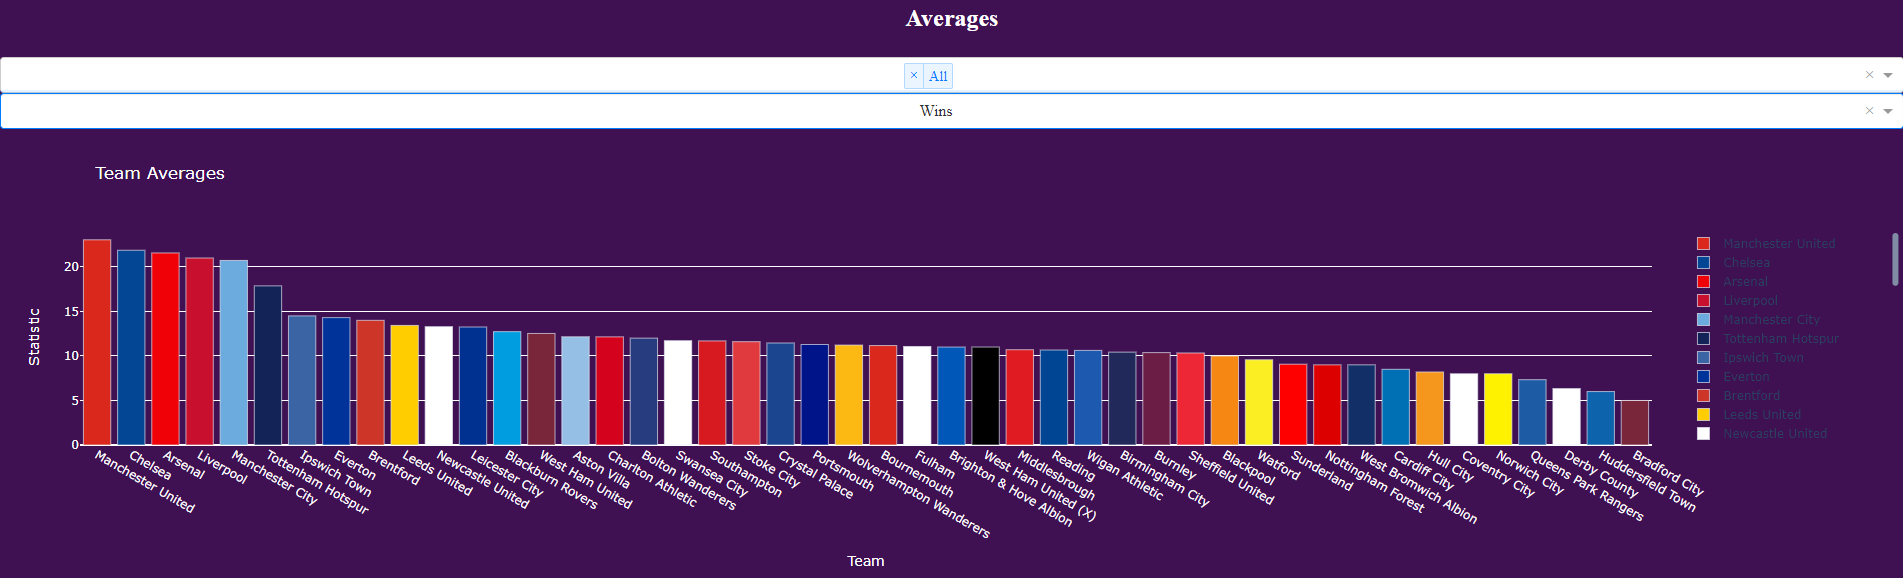 Averages
× All ×
Wins ×
Team Averages
Statistic
20
15
10
5
0
Manchester United
Chelsea
Arsenal
Liverpool
Manchester City
Tottenham Hotspur
Ipswich Town
Everton
Brentford
Leeds United
Newcastle United
Leicester City
Blackburn Rovers
West Ham United
Aston Villa
Charlton Athletic
Bolton Wanderers
Swansea City
Southampton
Stoke City
Crystal Palace
Portsmouth
Wolverhampton Wanderers
Bournemouth
Fulham
Brighton & Hove Albion
West Ham United (X)
Middlesbrough
Reading
Wigan Athletic
Birmingham City
Burnley
Sheffield United
Blackpool
Watford
Sunderland
Nottingham Forest
West Bromwich Albion
Cardiff City
Hull City
Coventry City
Norwich City
Queens Park Rangers
Derby County
Huddersfield Town
Bradford City
Team
Manchester United
Chelsea
Arsenal
Liverpool
Manchester City
Tottenham Hotspur
Ipswich Town
Everton
Brentford
Leeds United
Newcastle United